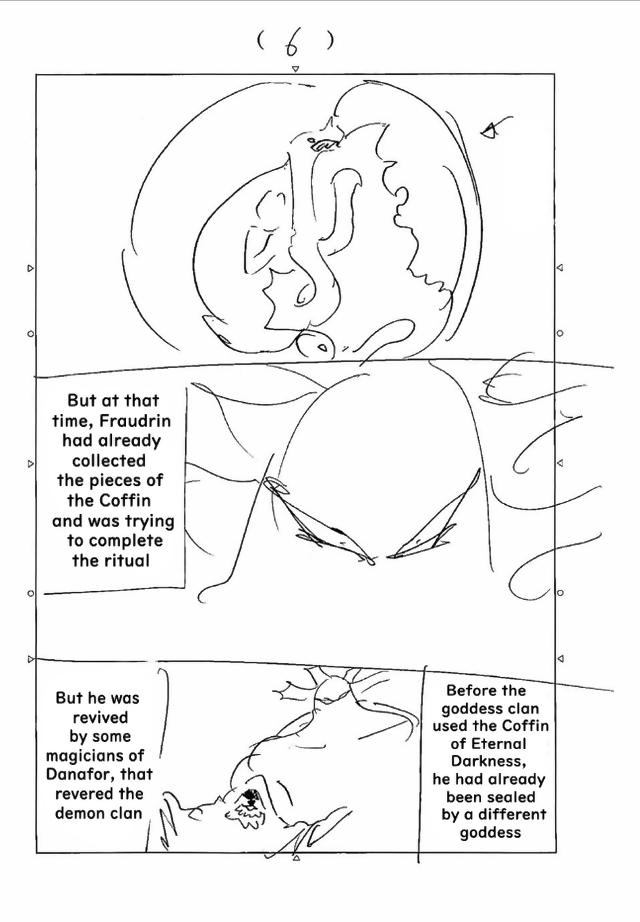 ( 6 )
But at that
time, Fraudrin
had already
collected
the pieces of
the Coffin
and was trying
to complete
the ritual
Before the
goddess clan
used the Coffin
of Eternal
Darkness,
he had already
been sealed
by a different
goddess
But he was
revived
by some
magicians of
Danafor, that
revered the
demon clan